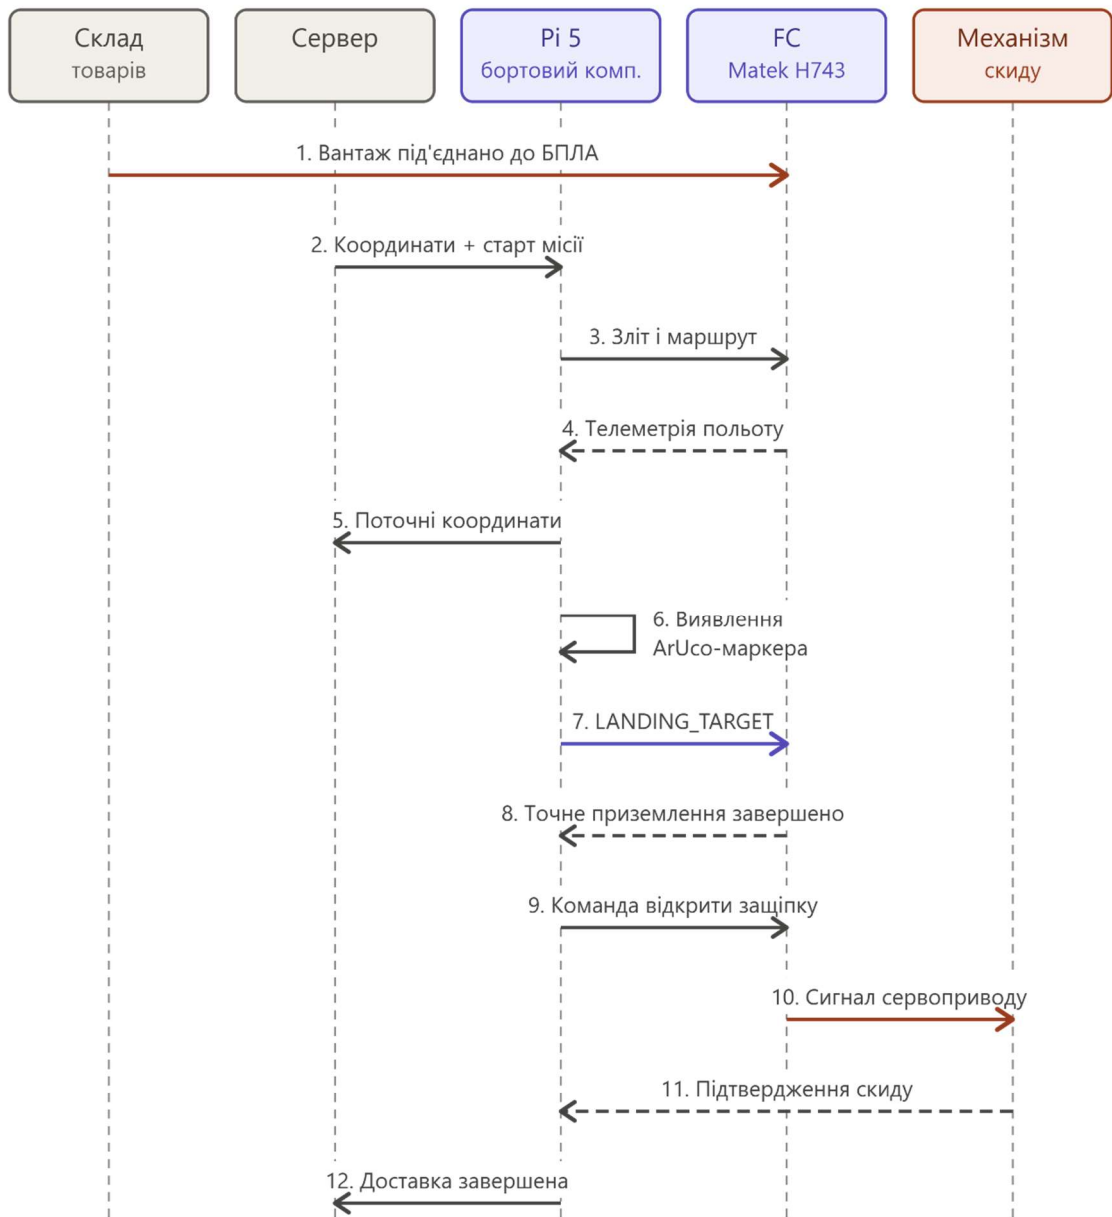 Склад
товарів
Сервер
Pi 5
бортовий комп.
FC
Matek H743
Механізм
скиду
1. Вантаж під'єднано до БПЛА
2. Координати + старт місії
3. Зліт і маршрут
4. Телеметрія польоту
5. Поточні координати
6. Виявлення
ArUco-маркера
7. LANDING_TARGET
8. Точне приземлення завершено
9. Команда відкрити защіпку
10. Сигнал сервоприводу
11. Підтвердження скиду
12. Доставка завершена